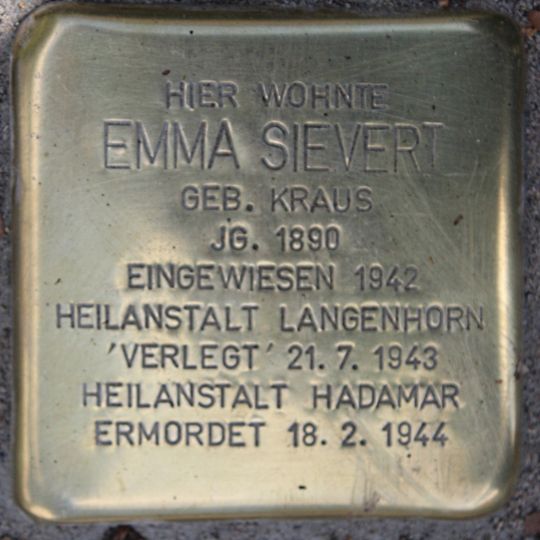 HIER WOHNTE
EMMA SIEVERT
GEB. KRAUS
JG. 1890
EINGEWIESEN 1942
HEILANSTALT LANGENHORN
'VERLEGT' 21. 7. 1943
HEILANSTALT HADAMAR
ERMORDET 18. 2. 1944